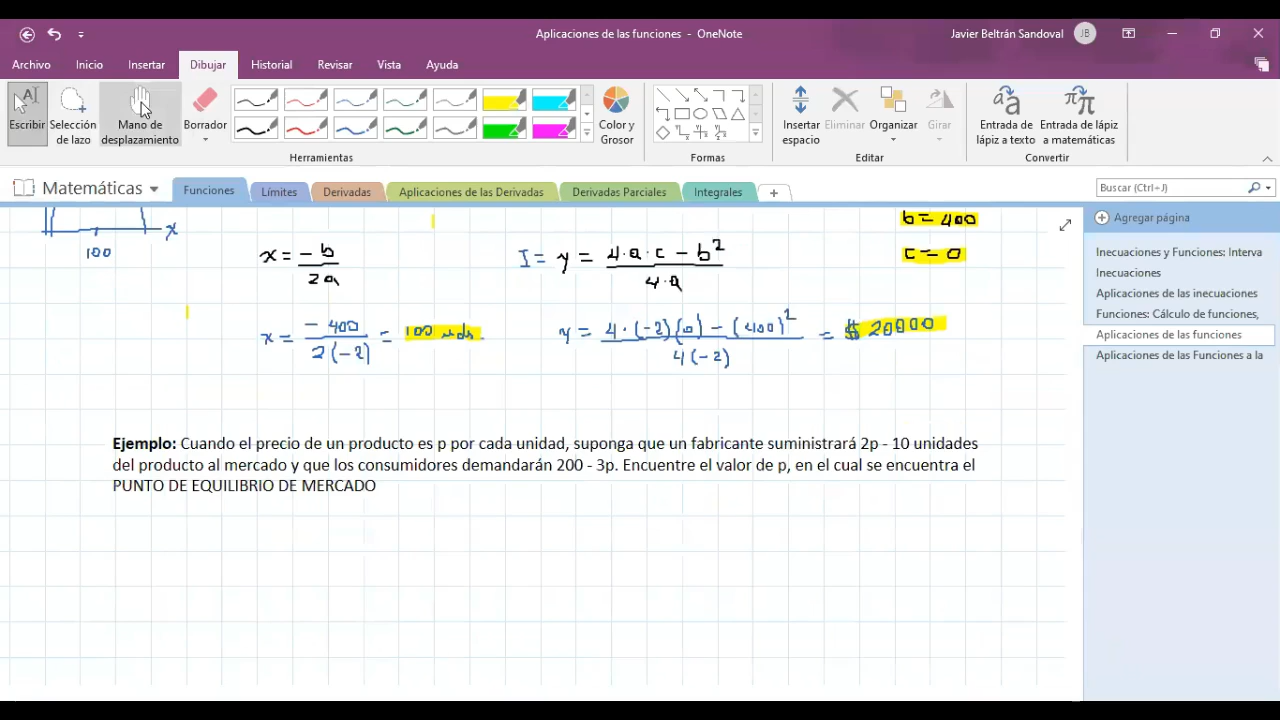 Aplicaciones de las funciones - OneNote
Javier Beltrán Sandoval
JB
Archivo Inicio Insertar Dibujar Historial Revisar Vista Ayuda
Escribir
Selección de lazo
Mano de desplazamiento
Borrador
Color y Grosor
Insertar espacio
Eliminar
Organizar
Girar
Entrada de lápiz a texto
Entrada de lápiz a matemáticas
Herramientas Formas Editar Convertir
Matemáticas Funciones Límites Derivadas Aplicaciones de las Derivadas Derivadas Parciales Integrales
Buscar (Ctrl+J)
Agregar página
Inecuaciones y Funciones: Interva
Inecuaciones
Aplicaciones de las inecuaciones
Funciones: Cálculo de funciones,
Aplicaciones de las funciones
Aplicaciones de las Funciones a la
b = 400
x
100
x = -b / 2a
I = y = 4·a·c - b² / 4·a
c = 0
x = -400 / 2(-2) = 100 uds.
y = 4·(-2)(0) - (400)² / 4(-2) = $ 20000
Ejemplo: Cuando el precio de un producto es p por cada unidad, suponga que un fabricante suministrará 2p - 10 unidades
del producto al mercado y que los consumidores demandarán 200 - 3p. Encuentre el valor de p, en el cual se encuentra el
PUNTO DE EQUILIBRIO DE MERCADO